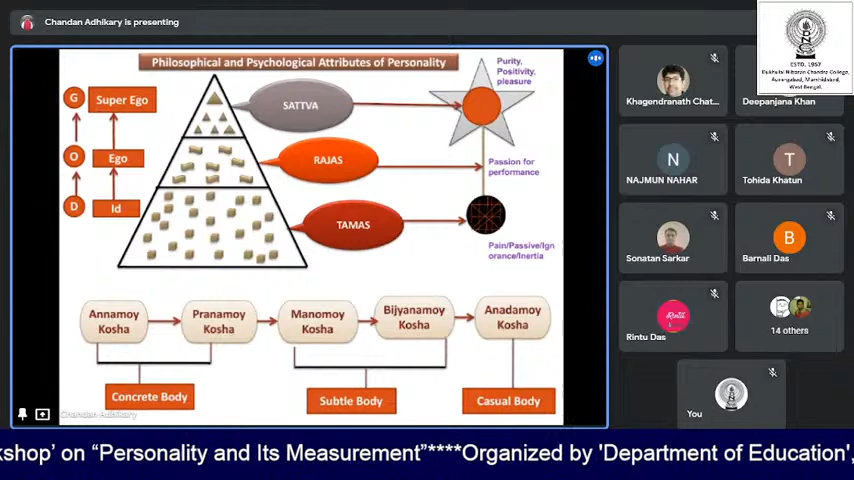 Chandan Adhikary is presenting
ESTD. 1967
Dukhulal Nibaran Chandra College
Aurangabad, Murshidabad,
West Bengal.
Philosophical and Psychological Attributes of Personality
Purity,
Positivity,
pleasure
G
Super Ego
SATTVA
O
Ego
RAJAS
Passion for
performance
D
Id
TAMAS
Pain/Passive/Ign
orance/Inertia
Annamoy
Kosha
Pranamoy
Kosha
Manomoy
Kosha
Bijyanamoy
Kosha
Anadamoy
Kosha
Concrete Body
Subtle Body
Casual Body
Chandan Adhikary
Khagendranath Chat...
Deepanjana Khan
N
NAJMUN NAHAR
T
Tohida Khatun
Sonatan Sarkar
B
Barnali Das
Rintu
Rintu Das
14 others
You
kshop' on “Personality and Its Measurement”****Organized by 'Department of Education',